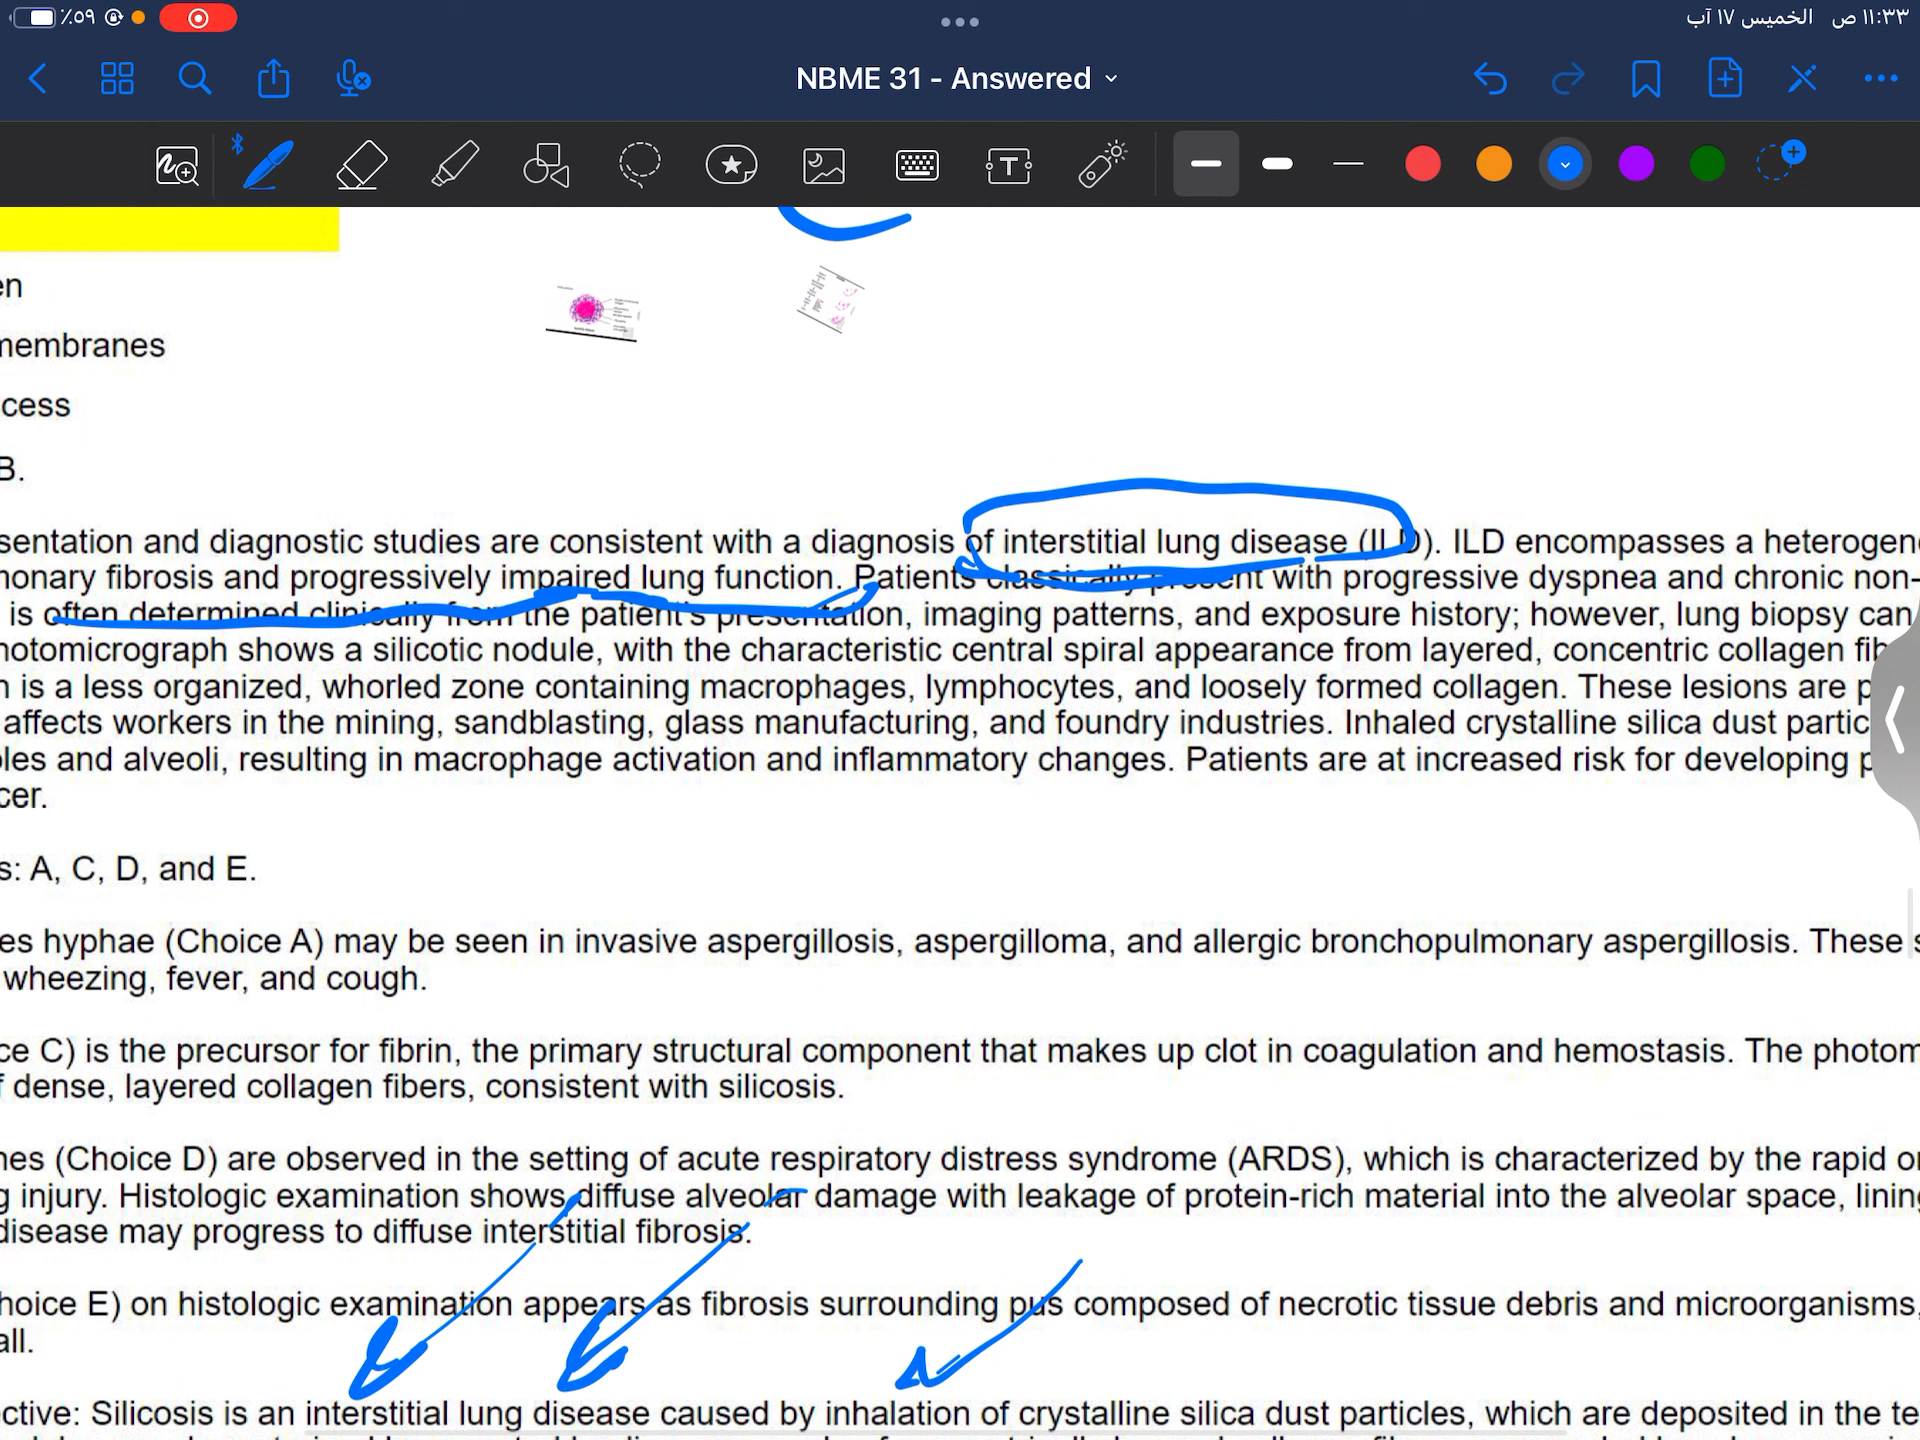 ٪٥٩
الخميس ١٧ آب ١١:٣٣ ص
NBME 31 - Answered
en
membranes
cess
B.
sentation and diagnostic studies are consistent with a diagnosis of interstitial lung disease (ILD). ILD encompasses a heterogene
monary fibrosis and progressively impaired lung function. Patients classically present with progressive dyspnea and chronic non-
is often determined clinically from the patient's presentation, imaging patterns, and exposure history; however, lung biopsy can
hotomicrograph shows a silicotic nodule, with the characteristic central spiral appearance from layered, concentric collagen fib
n is a less organized, whorled zone containing macrophages, lymphocytes, and loosely formed collagen. These lesions are p
affects workers in the mining, sandblasting, glass manufacturing, and foundry industries. Inhaled crystalline silica dust partic
oles and alveoli, resulting in macrophage activation and inflammatory changes. Patients are at increased risk for developing p
cer.
s: A, C, D, and E.
es hyphae (Choice A) may be seen in invasive aspergillosis, aspergilloma, and allergic bronchopulmonary aspergillosis. These s
wheezing, fever, and cough.
ce C) is the precursor for fibrin, the primary structural component that makes up clot in coagulation and hemostasis. The photom
f dense, layered collagen fibers, consistent with silicosis.
nes (Choice D) are observed in the setting of acute respiratory distress syndrome (ARDS), which is characterized by the rapid on
g injury. Histologic examination shows diffuse alveolar damage with leakage of protein-rich material into the alveolar space, lining
disease may progress to diffuse interstitial fibrosis.
hoice E) on histologic examination appears as fibrosis surrounding pus composed of necrotic tissue debris and microorganisms,
all.
ctive: Silicosis is an interstitial lung disease caused by inhalation of crystalline silica dust particles, which are deposited in the te